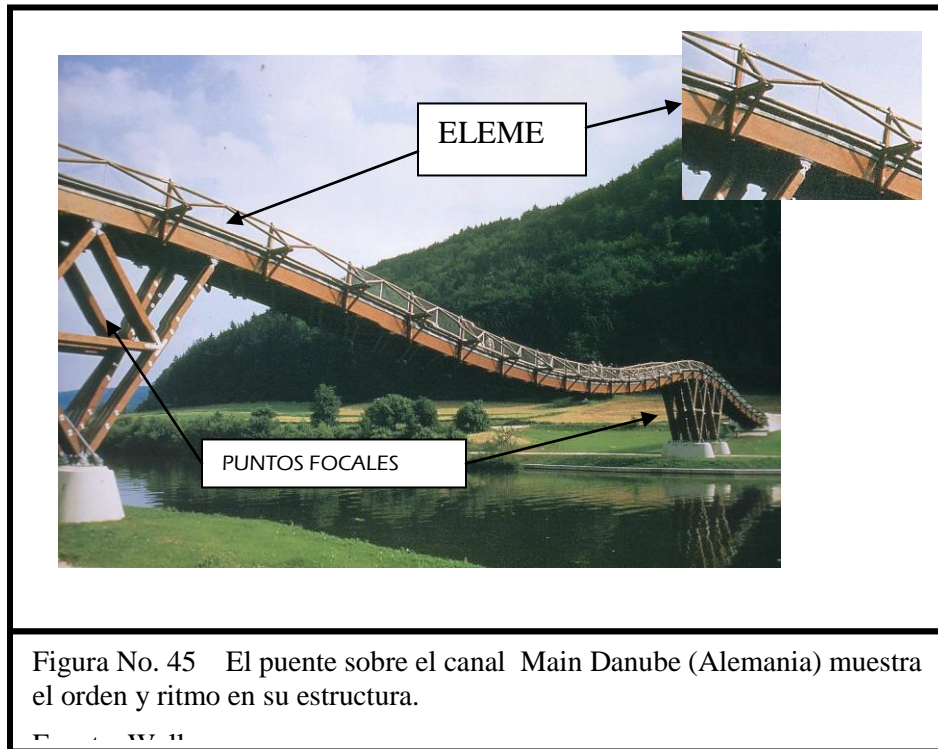 ELEME
PUNTOS FOCALES
Figura No. 45 El puente sobre el canal Main Danube (Alemania) muestra
el orden y ritmo en su estructura.